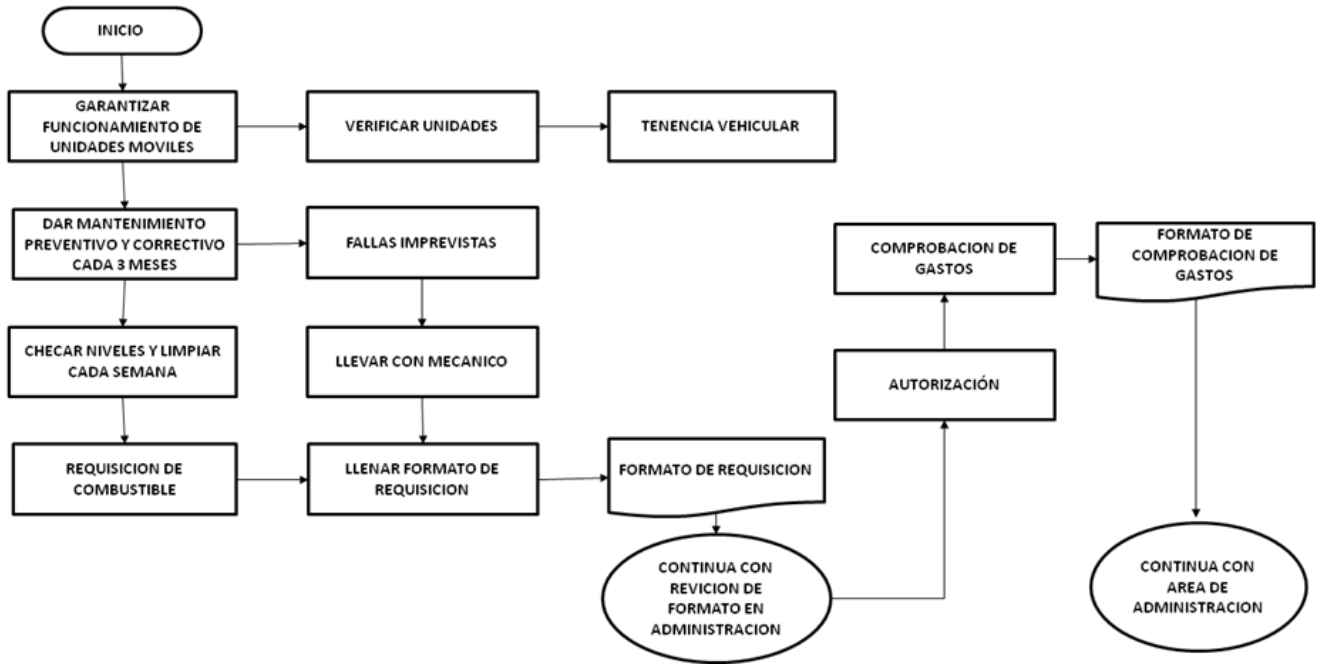 INICIO
GARANTIZAR
FUNCIONAMIENTO DE
UNIDADES MOVILES
VERIFICAR UNIDADES
TENENCIA VEHICULAR
DAR MANTENIMIENTO
PREVENTIVO Y CORRECTIVO
CADA 3 MESES
FALLAS IMPREVISTAS
COMPROBACION DE
GASTOS
FORMATO DE
COMPROBACION DE
GASTOS
CHECAR NIVELES Y LIMPIAR
CADA SEMANA
LLEVAR CON MECANICO
AUTORIZACIÓN
REQUISICION DE
COMBUSTIBLE
LLENAR FORMATO DE
REQUISICION
FORMATO DE REQUISICION
CONTINUA CON
REVICION DE
FORMATO EN
ADMINISTRACION
CONTINUA CON
AREA DE
ADMINISTRACION